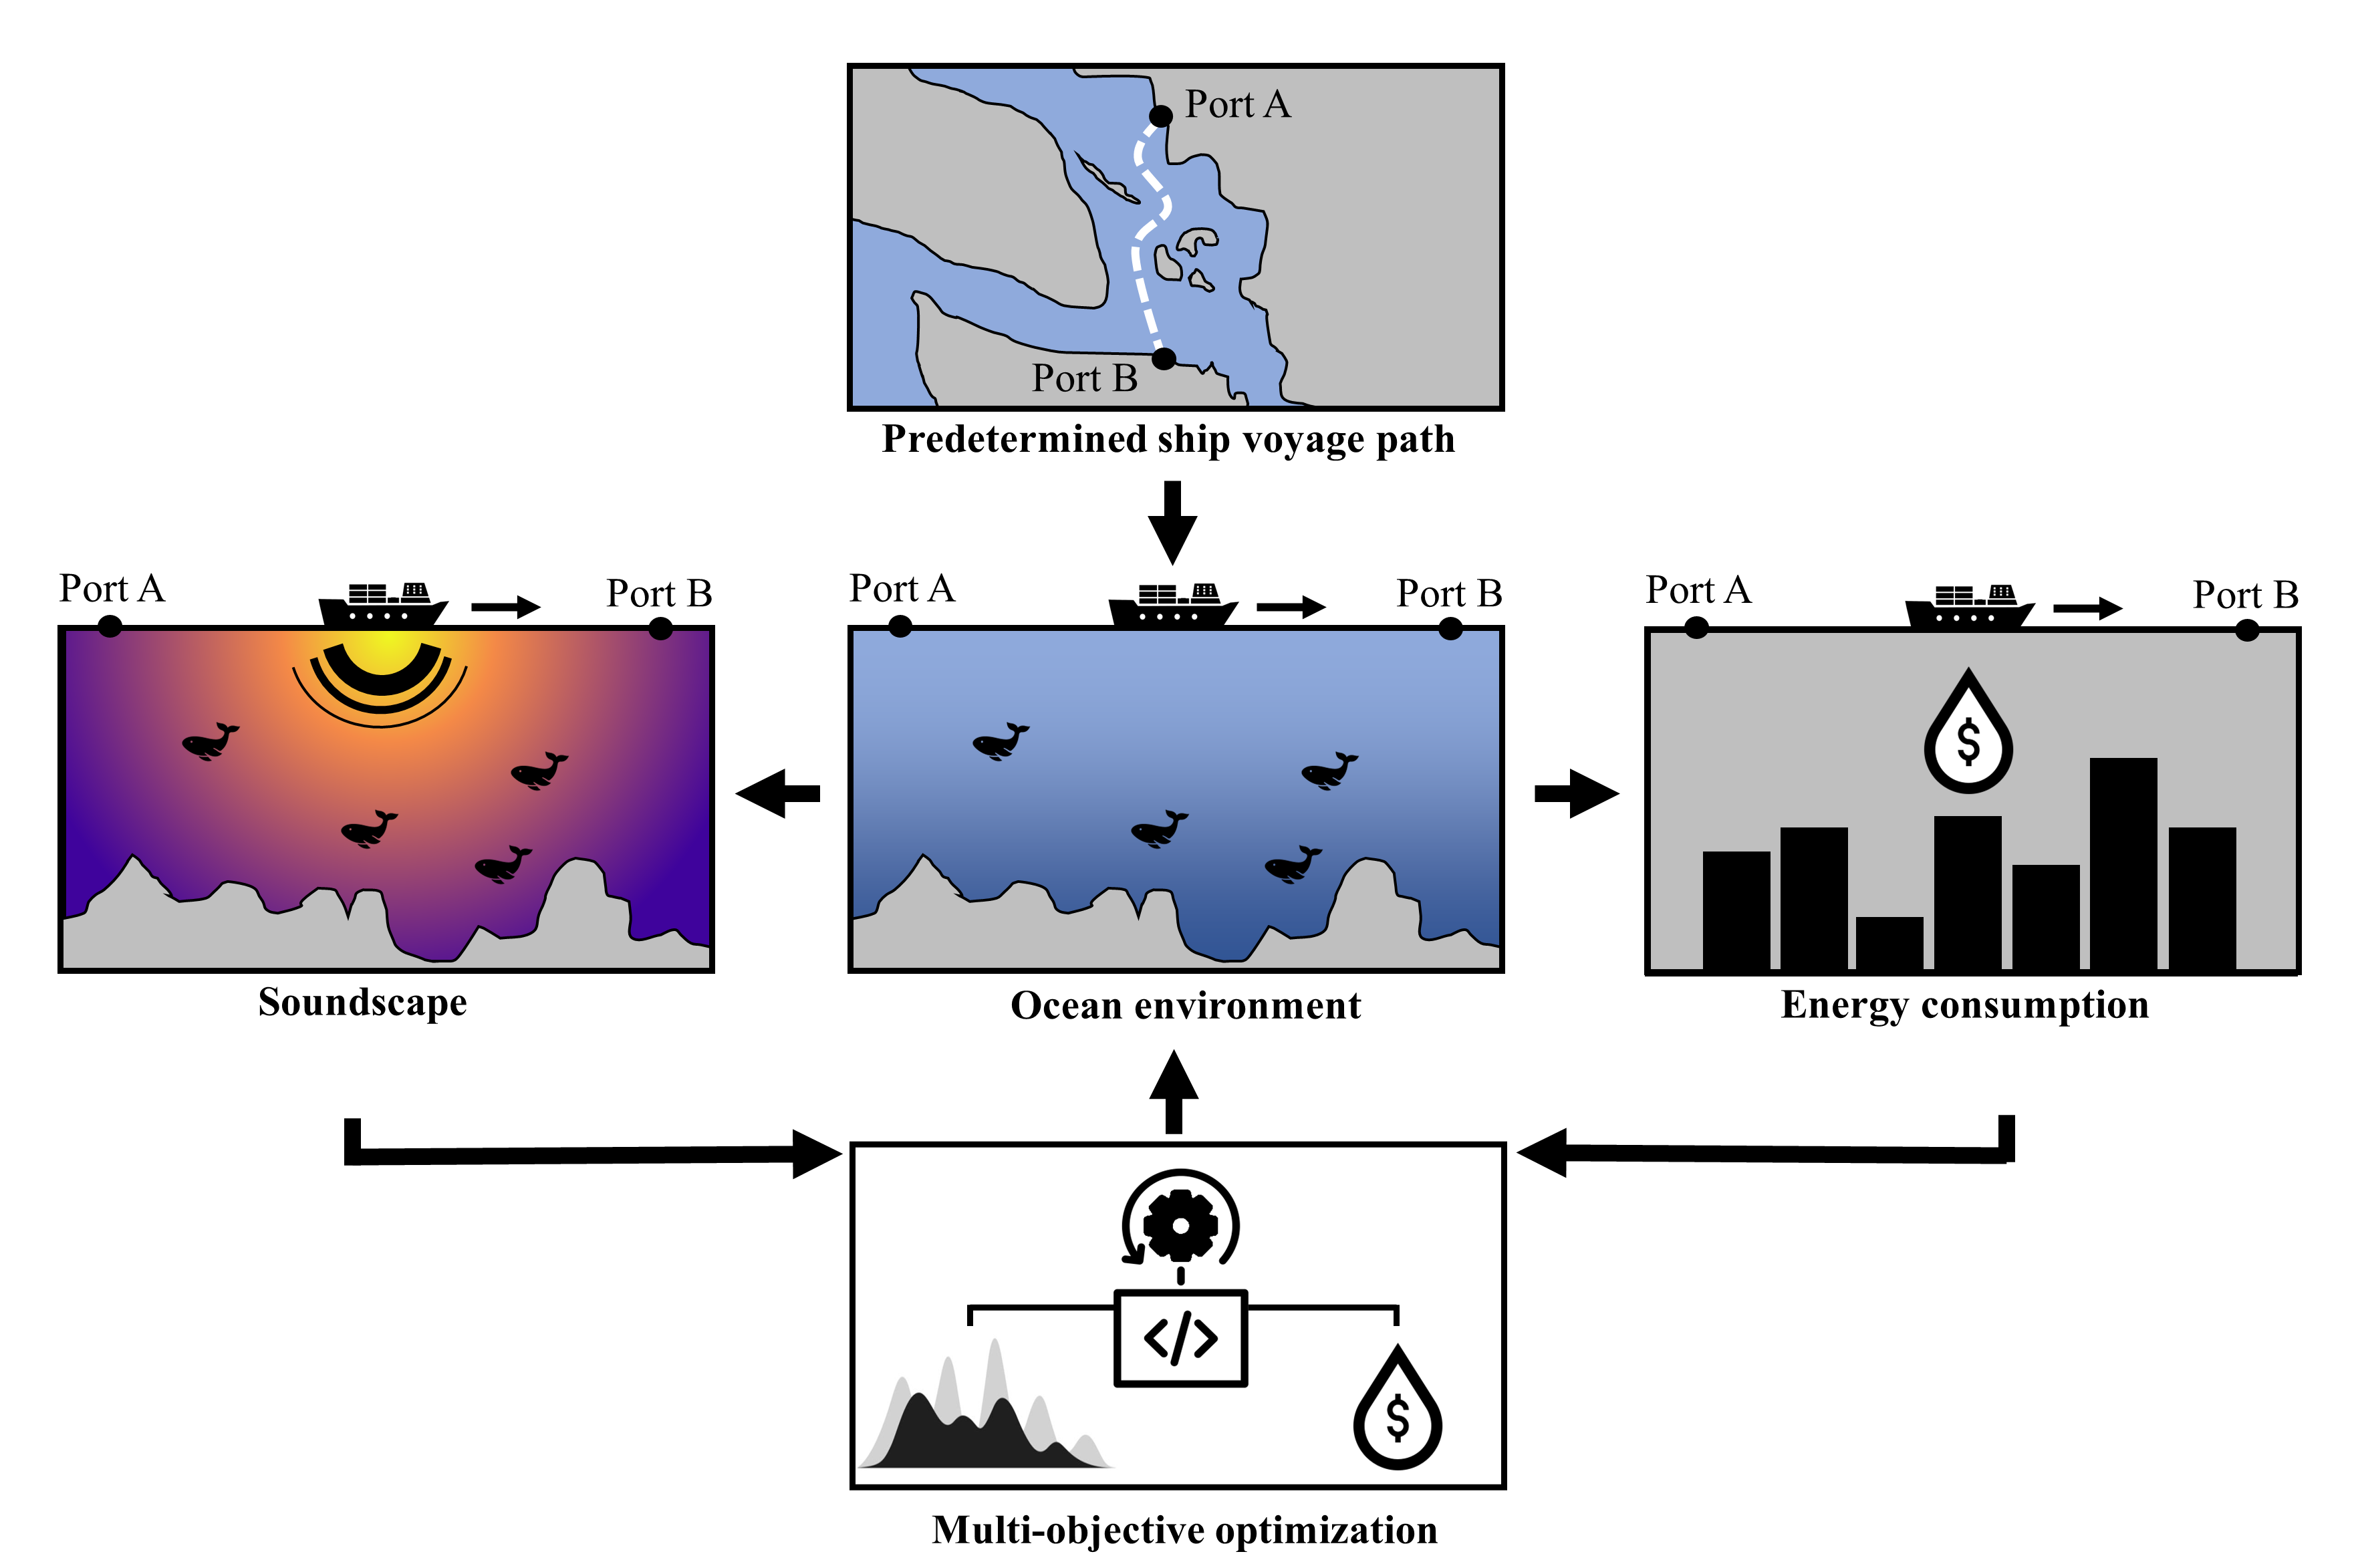 Port A
Port B
Predetermined ship voyage path
Port A
Port B
Port A
Port B
Port A
Port B
$
Soundscape
Ocean environment
Energy consumption
</>
$
Multi-objective optimization